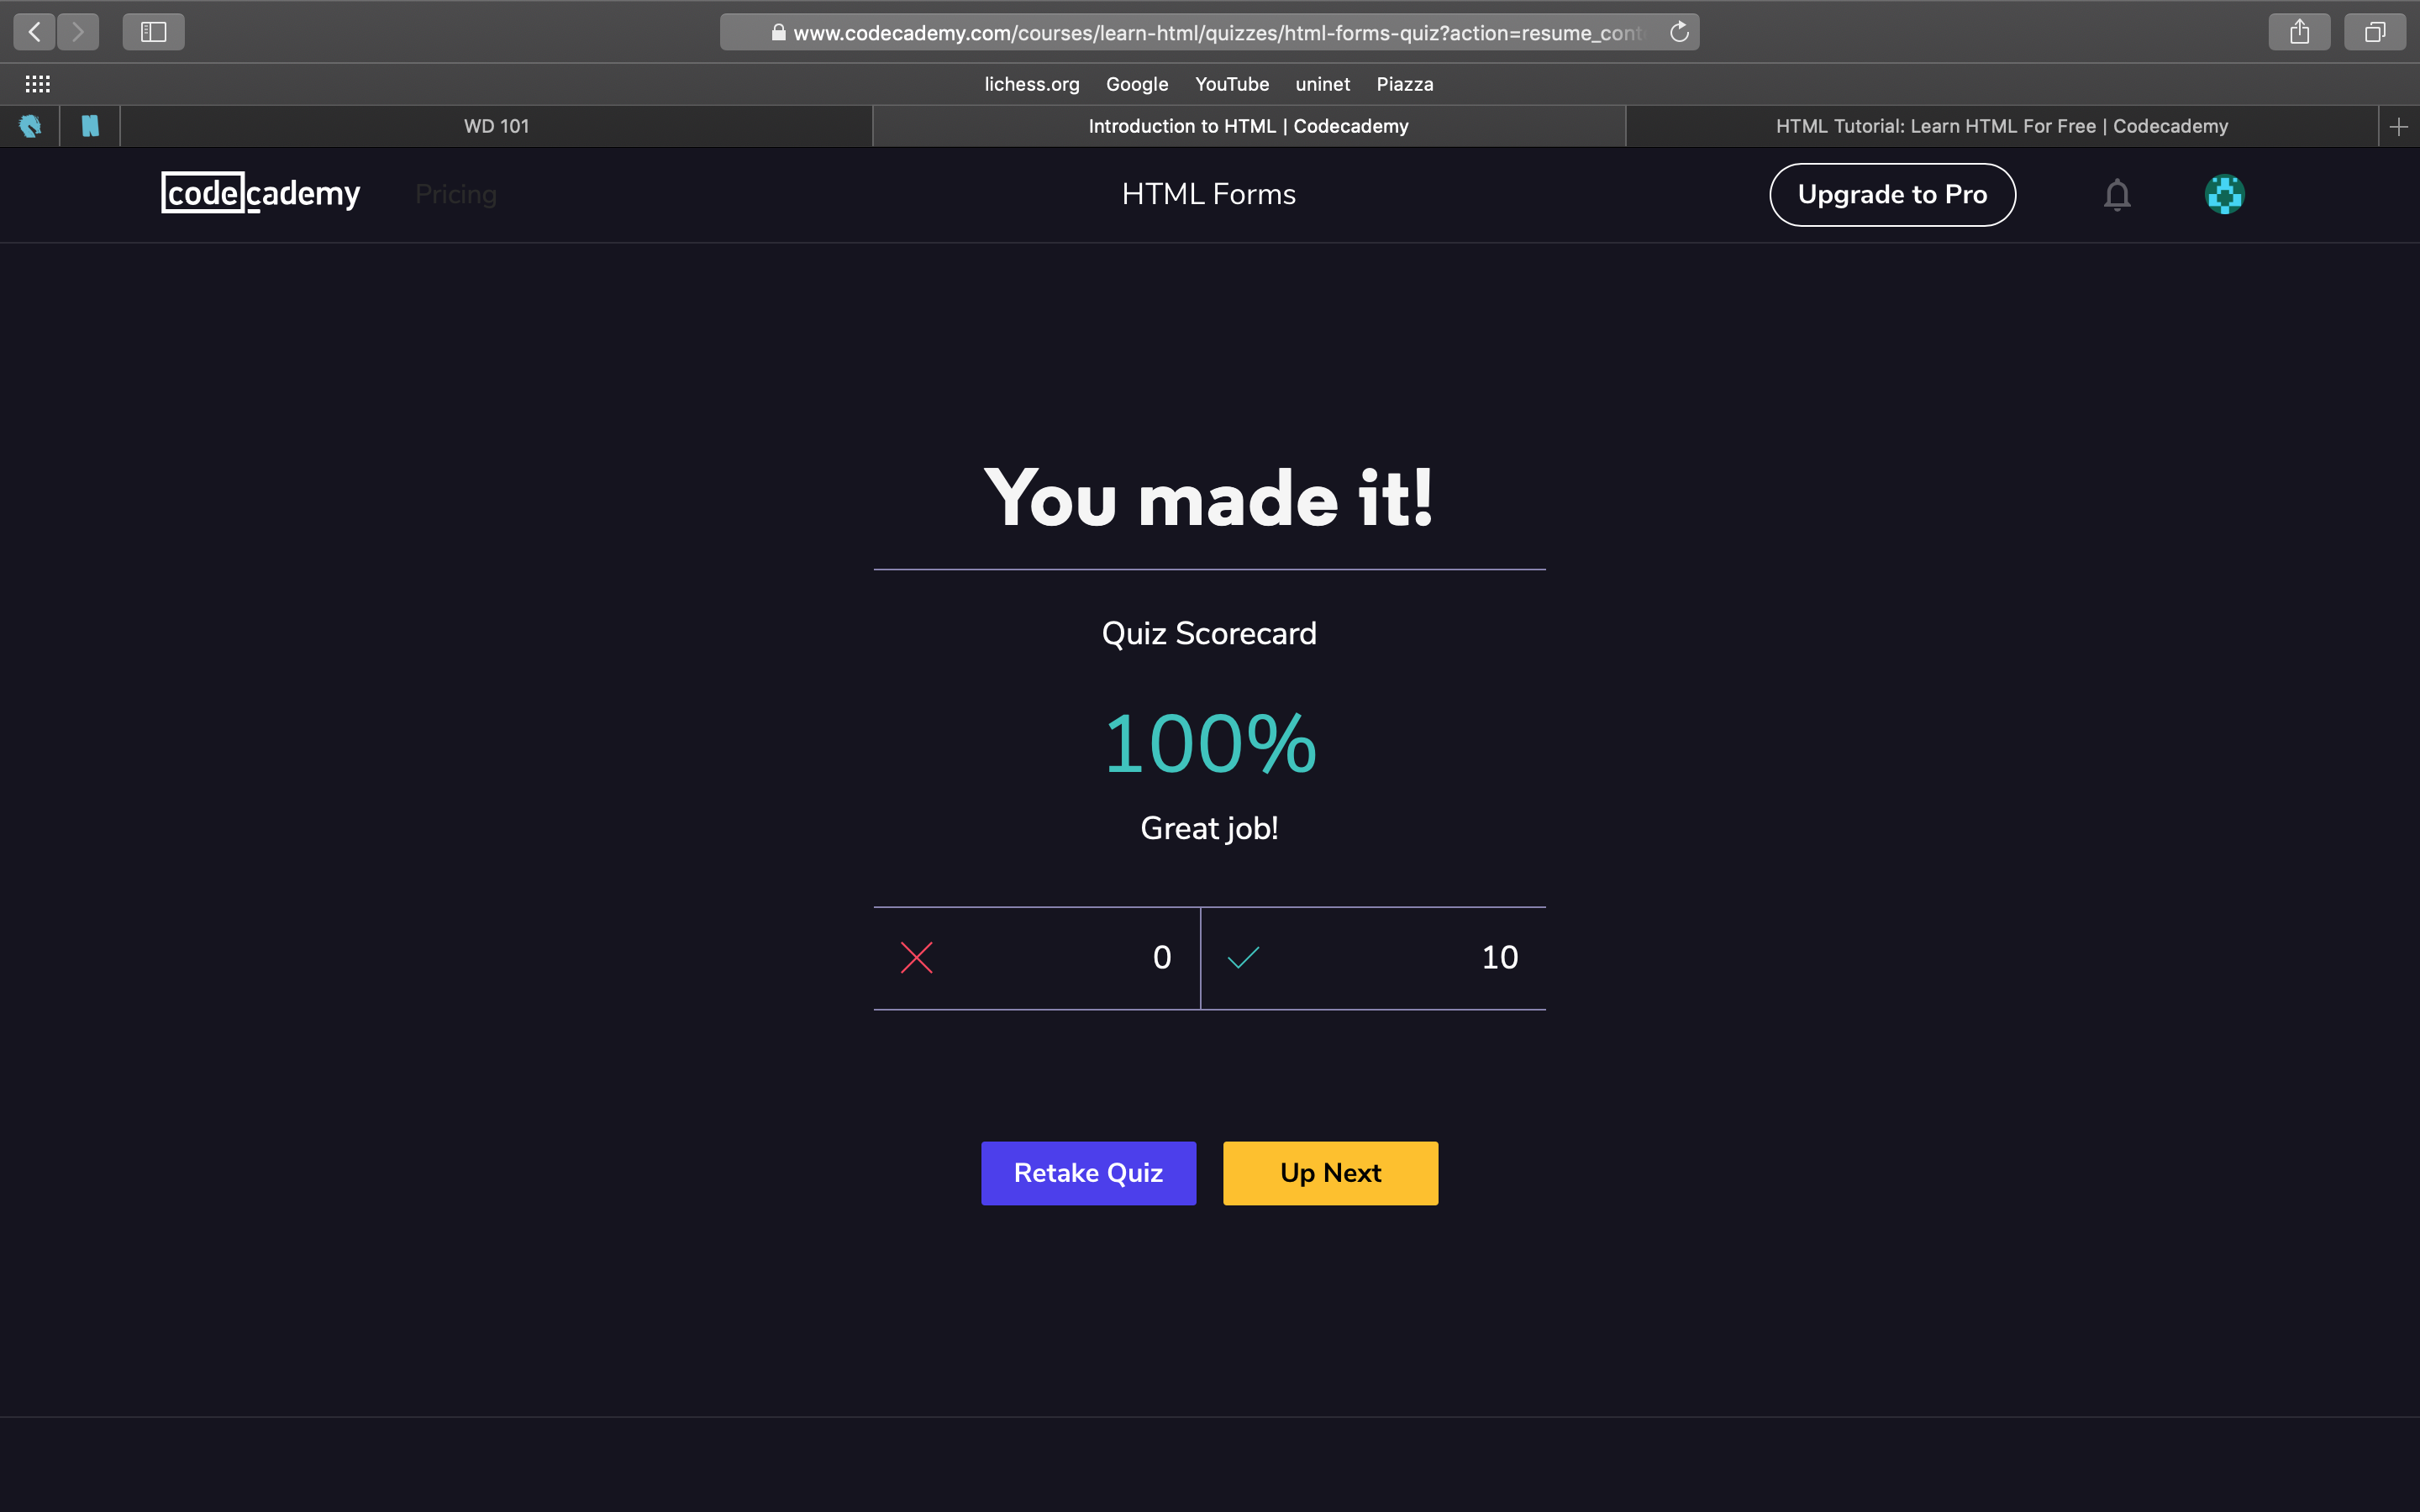 www.codecademy.com/courses/learn-html/quizzes/html-forms-quiz?action=resume_cont
lichess.org Google YouTube uninet Piazza
WD 101 Introduction to HTML | Codecademy HTML Tutorial: Learn HTML For Free | Codecademy
codecademy Pricing HTML Forms Upgrade to Pro
You made it!
Quiz Scorecard
100%
Great job!
0 10
Retake Quiz Up Next